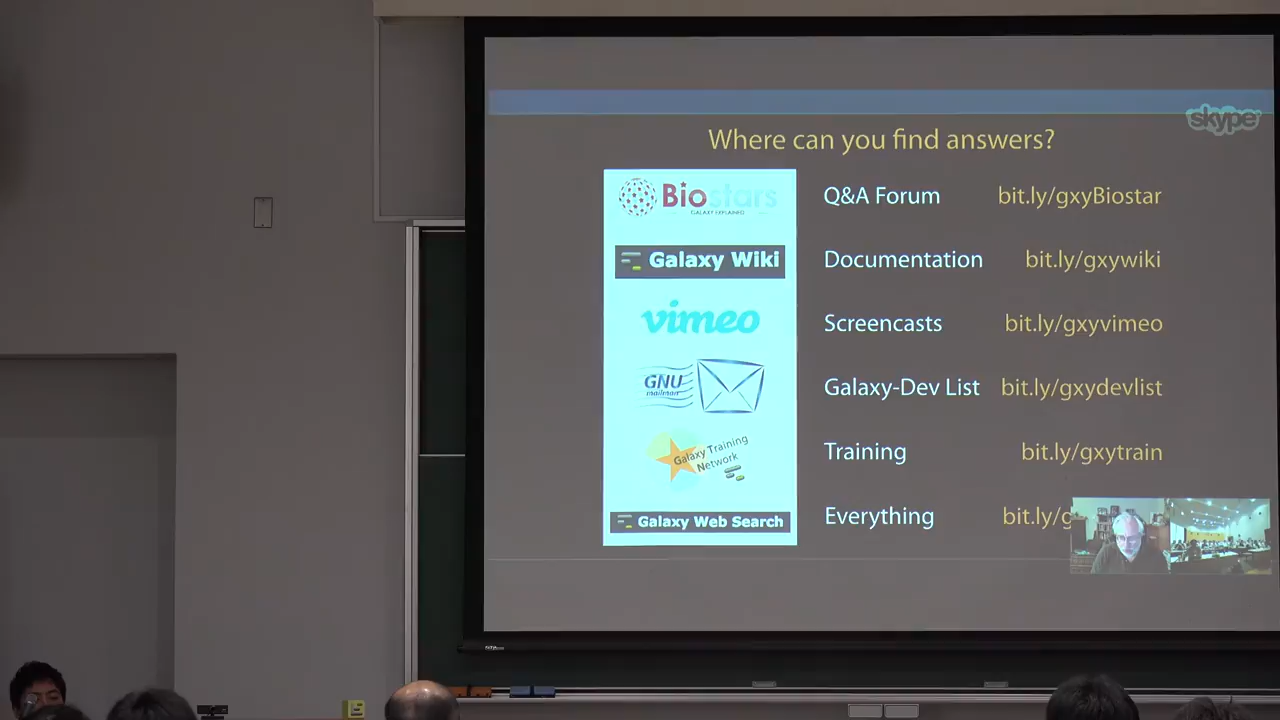 skype
Where can you find answers?
Biostars
GALAXY EXPLAINED
Q&A Forum bit.ly/gxyBiostar
Galaxy Wiki
Documentation bit.ly/gxywiki
vimeo
Screencasts bit.ly/gxyvimeo
GNU
mailman
Galaxy-Dev List bit.ly/gxydevlist
Galaxy Training
Network
Training bit.ly/gxytrain
Galaxy Web Search
Everything bit.ly/g